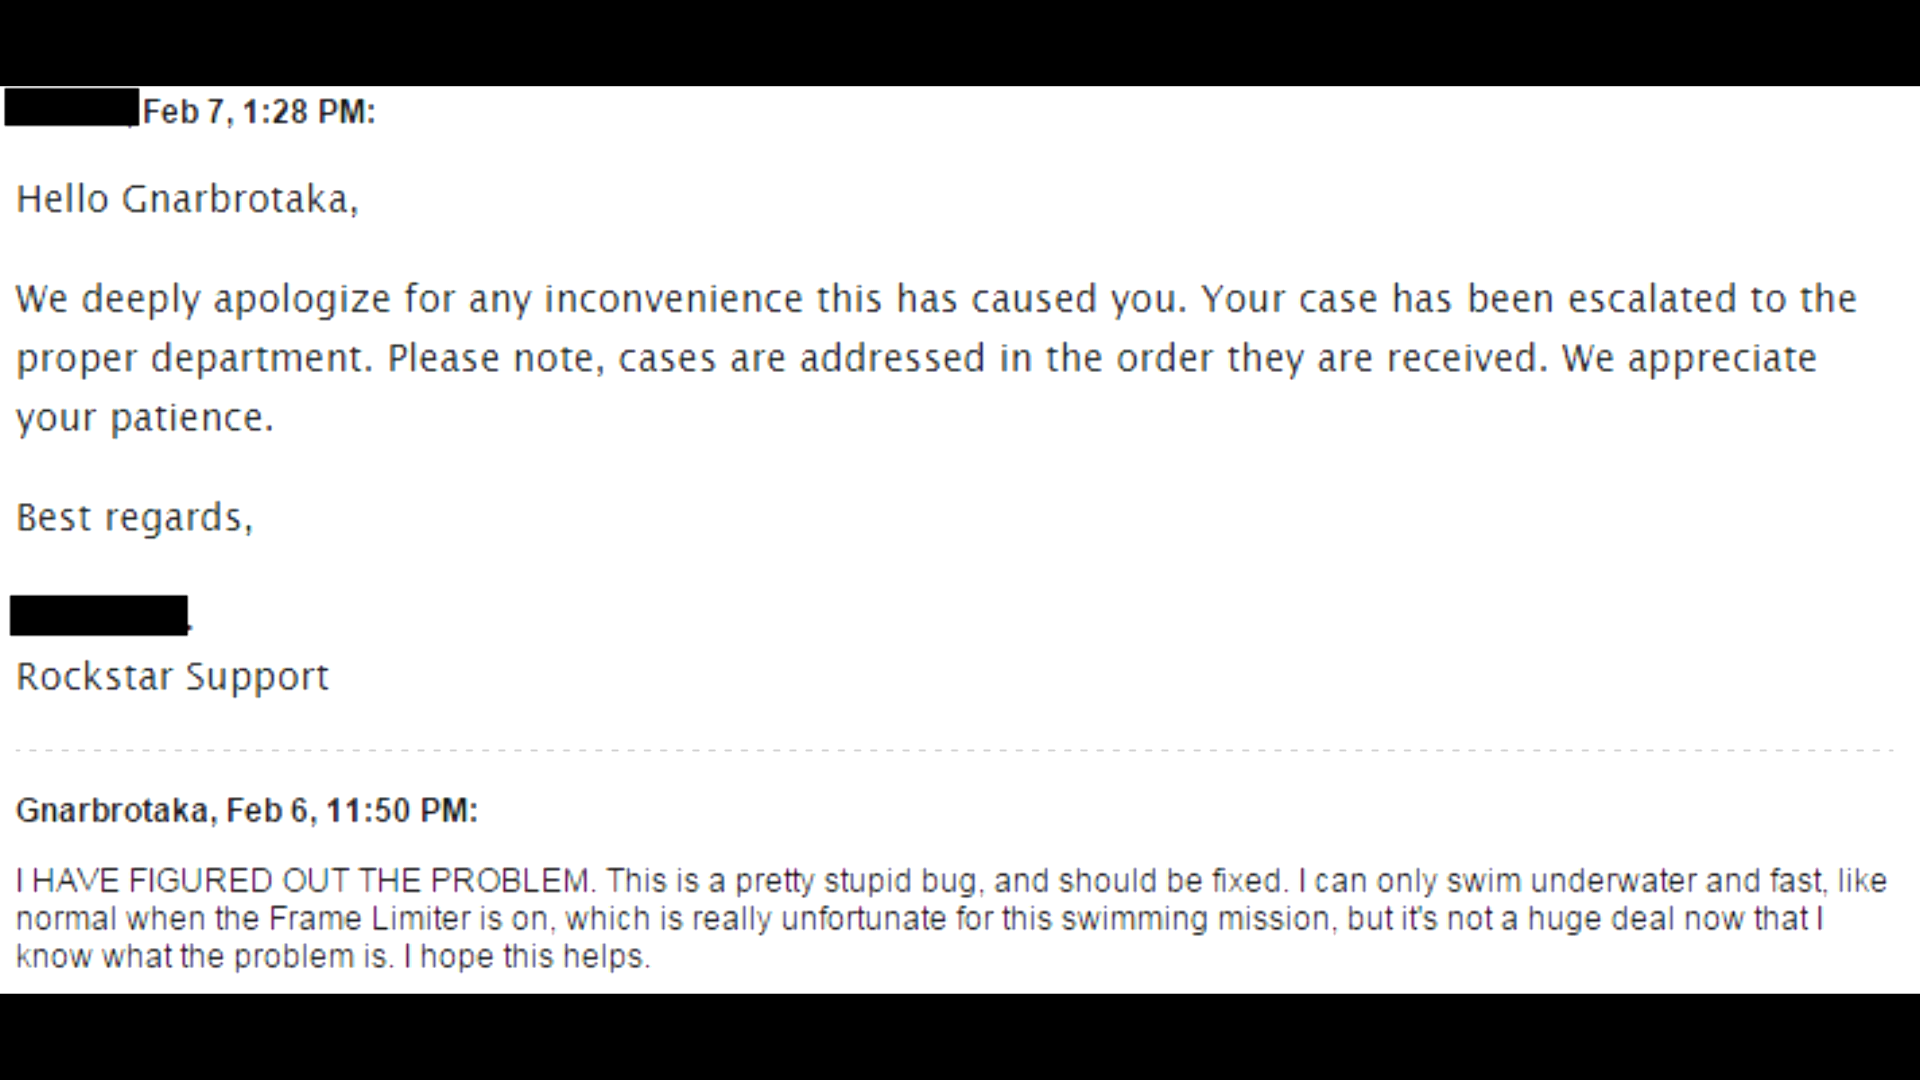 Feb 7, 1:28 PM:
Hello Gnarbrotaka,
We deeply apologize for any inconvenience this has caused you. Your case has been escalated to the
proper department. Please note, cases are addressed in the order they are received. We appreciate
your patience.
Best regards,
Rockstar Support
Gnarbrotaka, Feb 6, 11:50 PM:
I HAVE FIGURED OUT THE PROBLEM. This is a pretty stupid bug, and should be fixed. I can only swim underwater and fast, like
normal when the Frame Limiter is on, which is really unfortunate for this swimming mission, but it's not a huge deal now that I
know what the problem is. I hope this helps.